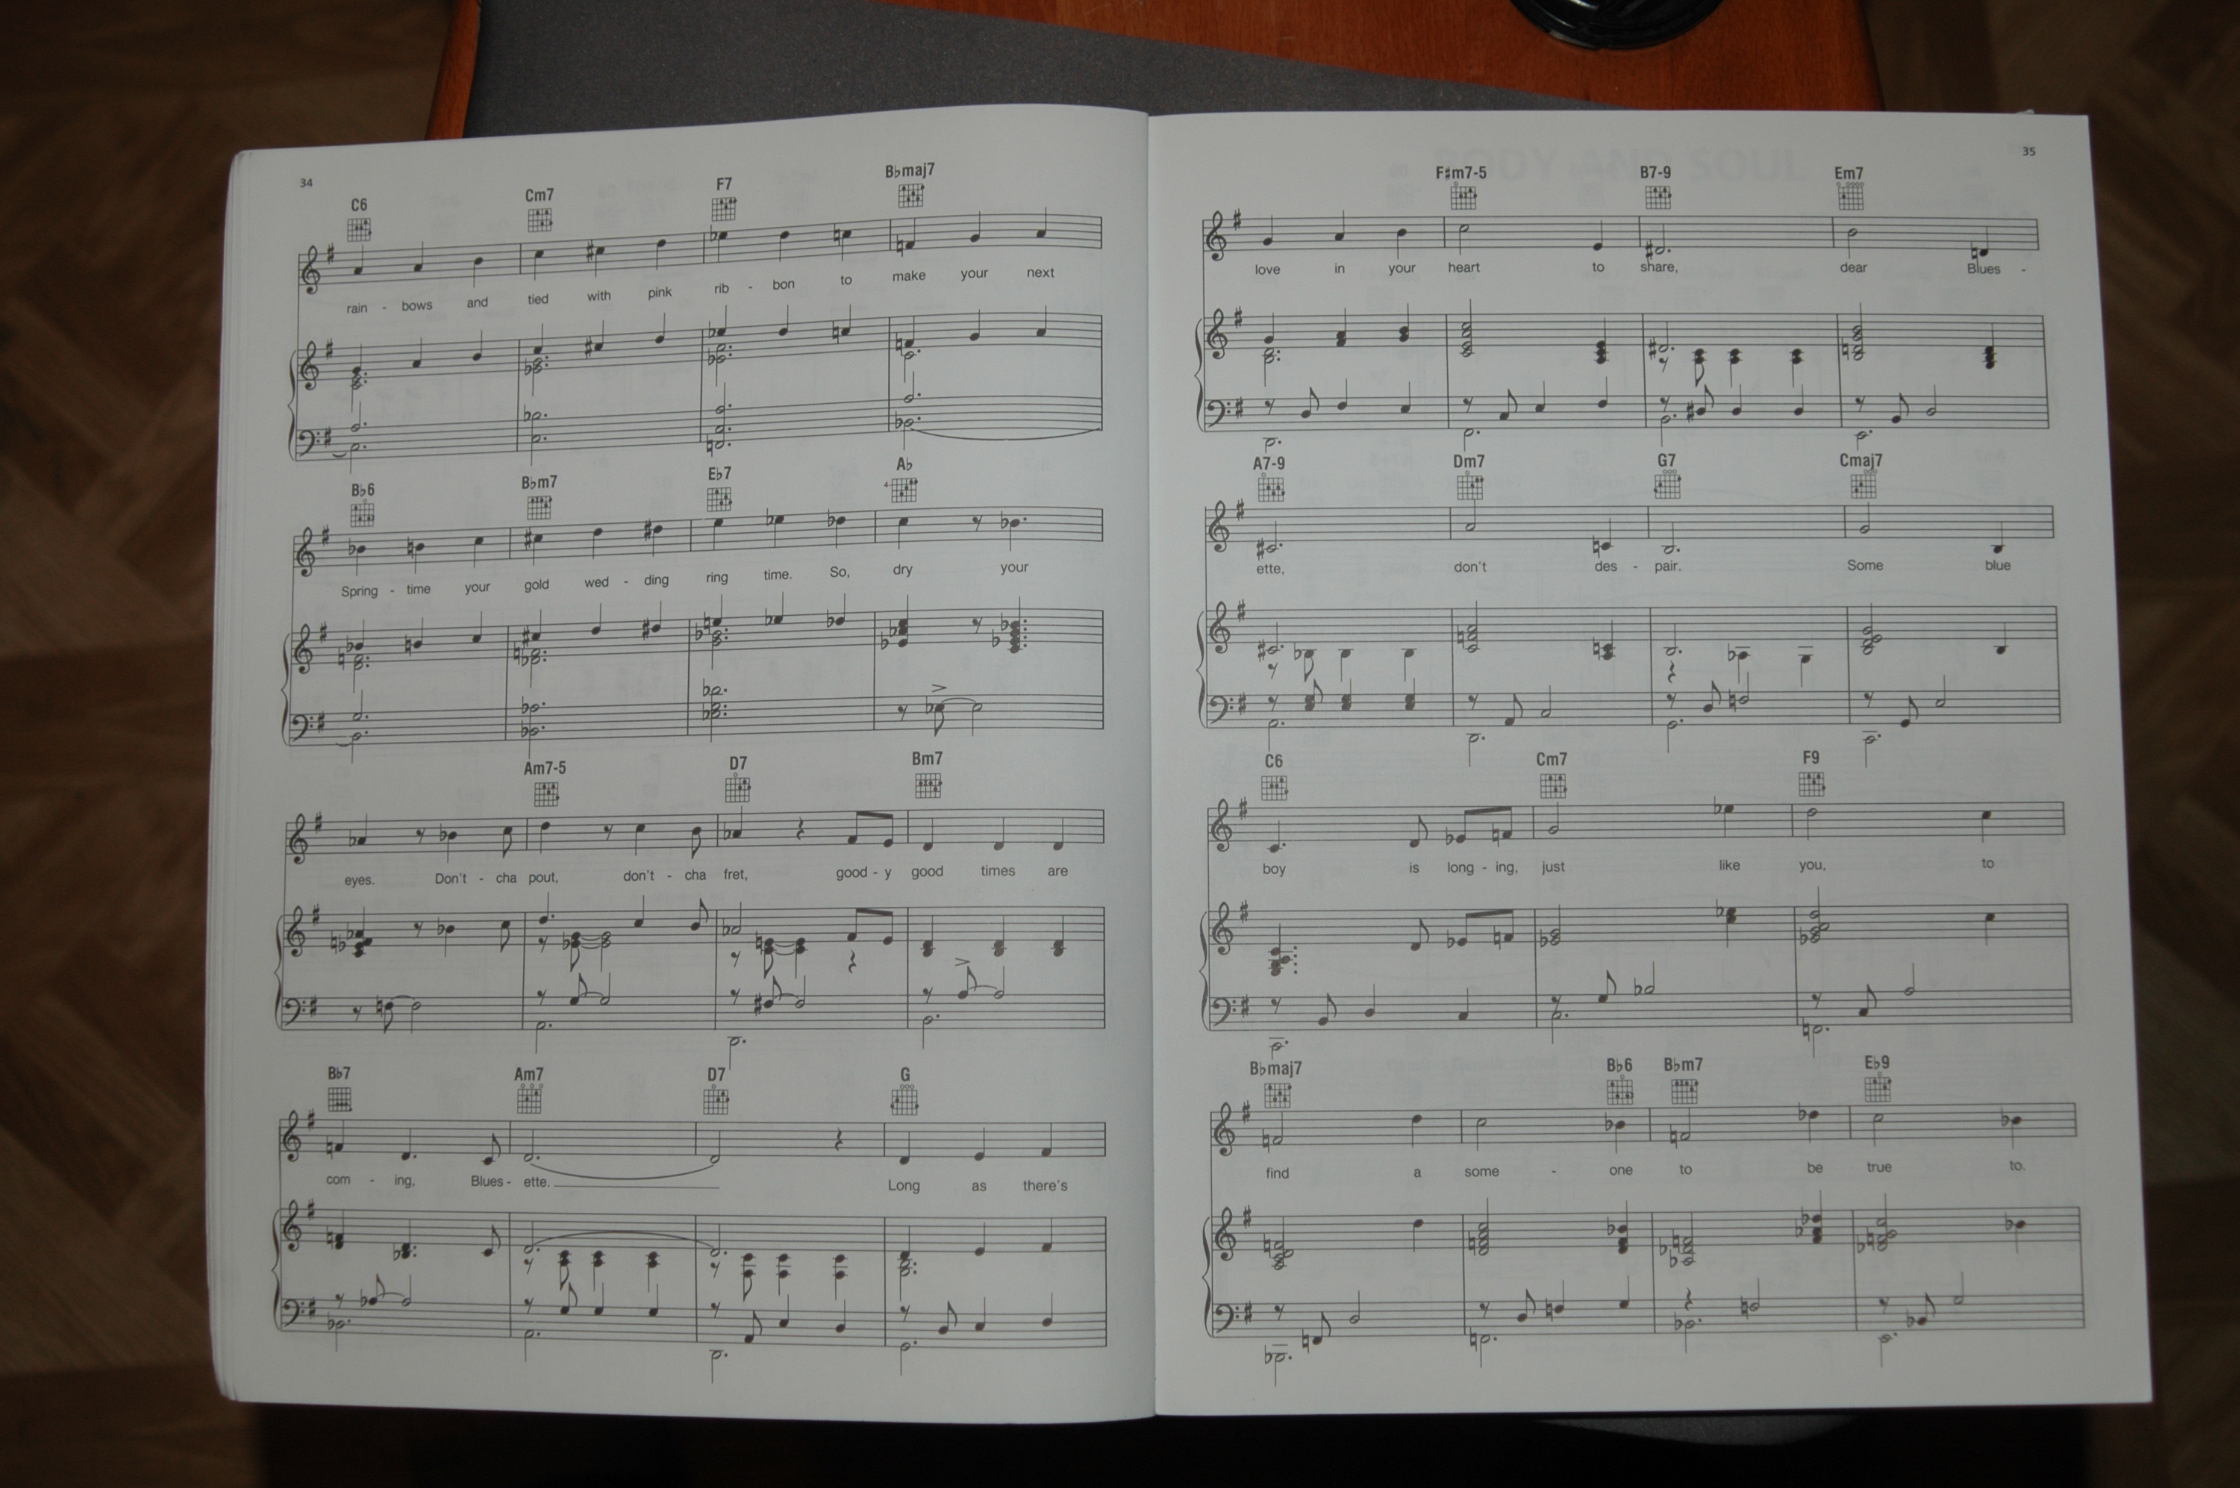 34
C6 Cm7 F7 B♭maj7
rain - bows and tied with pink rib - bon to make your next
B♭6 B♭m7 E♭7 A♭
4
Spring - time your gold wed - ding ring time. So, dry your
Am7-5 D7 Bm7
eyes. Don't - cha pout, don't - cha fret, good - y good times are
B♭7 Am7 D7 G
com - ing, Blues - ette. Long as there's
35
BODY AND SOUL
F♯m7-5 B7-9 Em7
love in your heart to share, dear Blues -
A7-9 Dm7 G7 Cmaj7
ette, don't des - pair. Some blue
C6 Cm7 F9
boy is long - ing, just like you, to
B♭maj7 B♭6 B♭m7 E♭9
find a some - one to be true to.